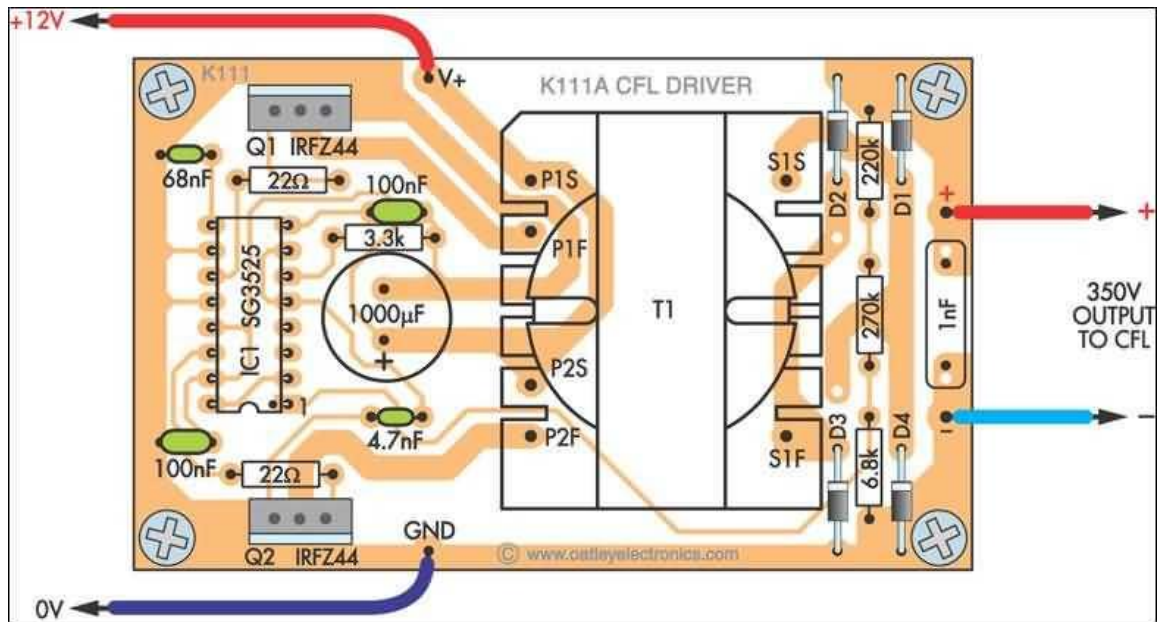 +12V
K111
V+
K111A CFL DRIVER
Q1 IRFZ44
68nF
22Ω
100nF
3.3k
P1S
P1F
S1S
D2
220k
D1
+
+
IC1 SG3525
1000µF
+
T1
270k
1nF
350V
OUTPUT
TO CFL
1
4.7nF
P2S
P2F
S1F
D3
6.8k
D4
–
–
100nF
22Ω
Q2 IRFZ44
GND
© www.oatleyelectronics.com
0V